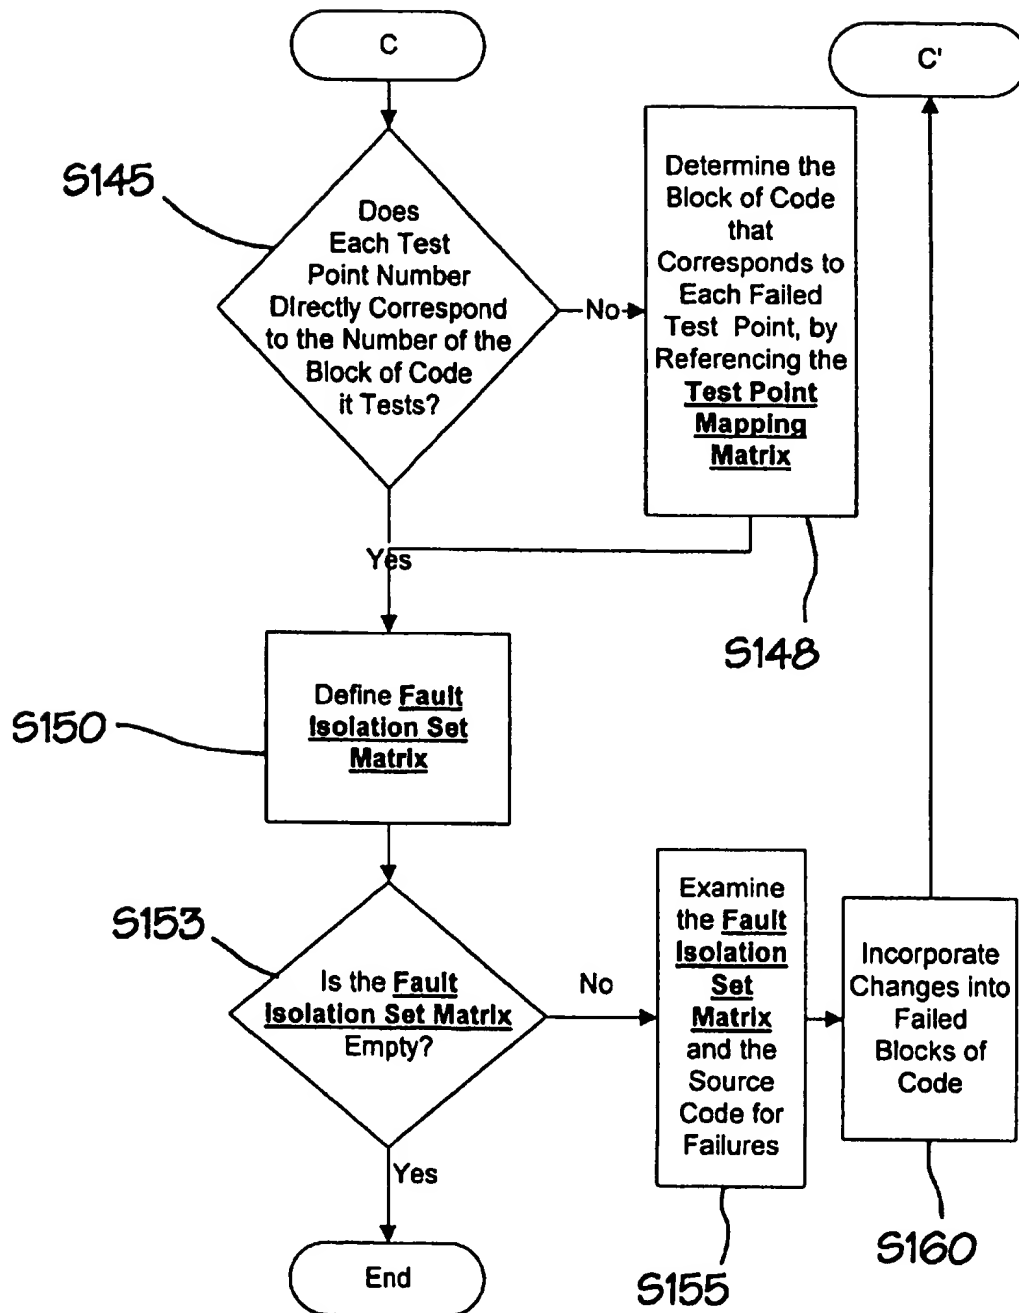 C
C'
S145
Does
Each Test
Point Number
Directly Correspond
to the Number of the
Block of Code
it Tests?
No
Determine the
Block of Code
that
Corresponds to
Each Failed
Test Point, by
Referencing the
Test Point
Mapping
Matrix
Yes
S148
S150
Define Fault
Isolation Set
Matrix
S153
Is the Fault
Isolation Set Matrix
Empty?
No
Examine
the Fault
Isolation
Set
Matrix
and the
Source
Code for
Failures
Incorporate
Changes into
Failed
Blocks of
Code
Yes
End
S155
S160